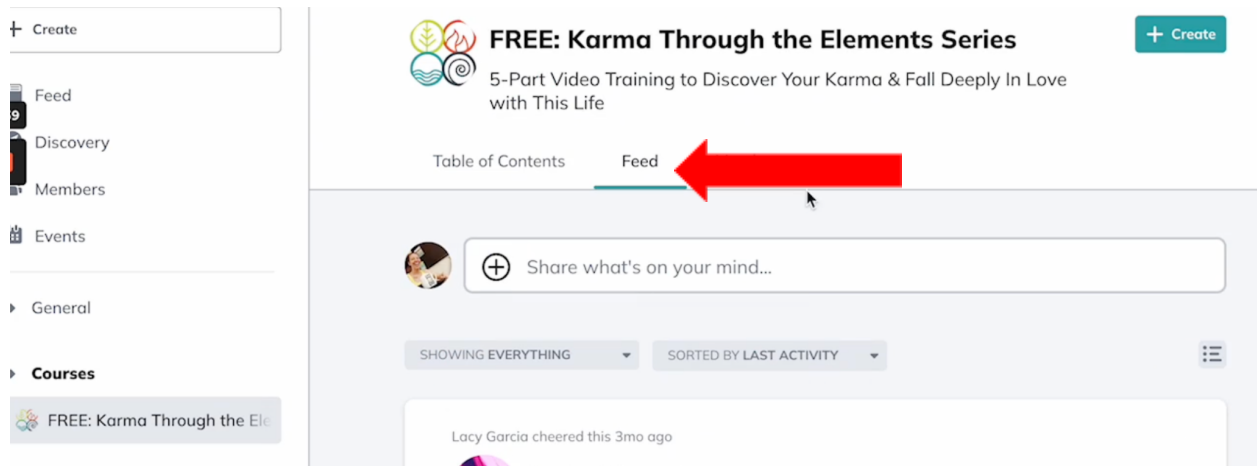 + Create
Feed
Discovery
Members
Events
General
Courses
FREE: Karma Through the Ele
FREE: Karma Through the Elements Series
5-Part Video Training to Discover Your Karma & Fall Deeply In Love
with This Life
+ Create
Table of Contents
Feed
Share what's on your mind...
SHOWING EVERYTHING
SORTED BY LAST ACTIVITY
Lacy Garcia cheered this 3mo ago